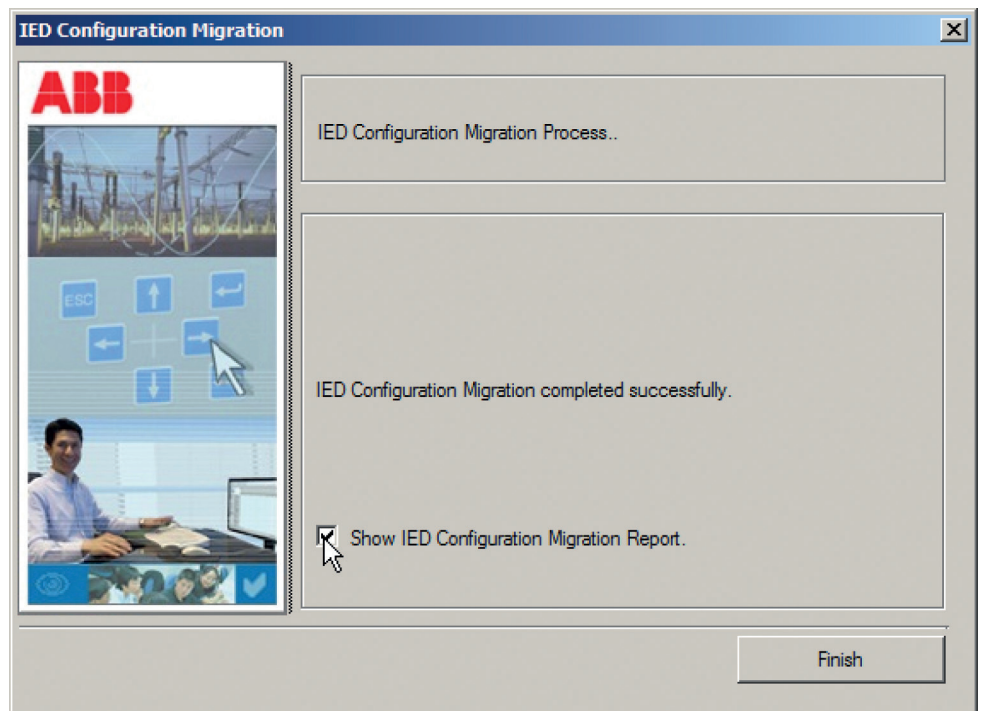 IED Configuration Migration
ABB
IED Configuration Migration Process..
ESC
IED Configuration Migration completed successfully.
Show IED Configuration Migration Report.
Finish